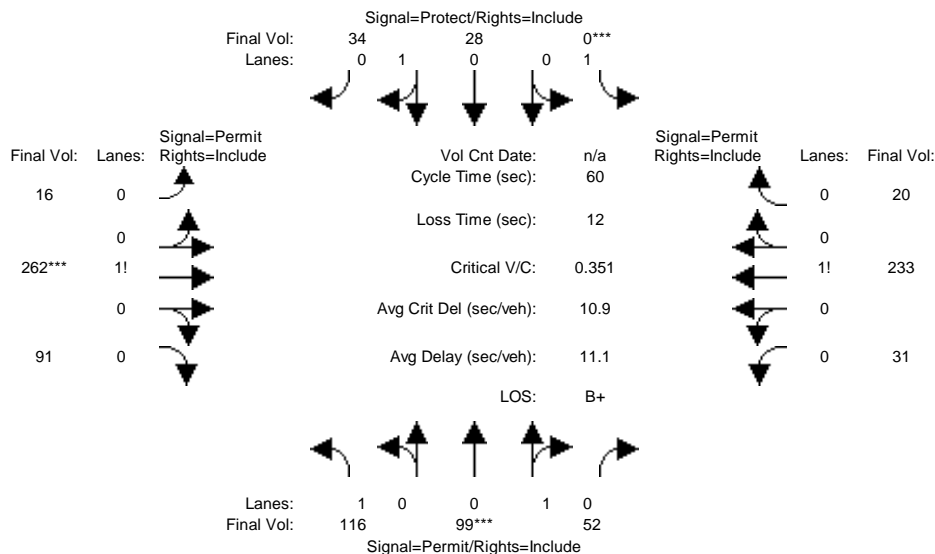 Signal=Protect/Rights=Include
Final Vol: 34 28 0***
Lanes: 0 1 0 0 1
Signal=Permit
Final Vol: Lanes: Rights=Include
Vol Cnt Date: n/a
Signal=Permit
Rights=Include Lanes: Final Vol:
Cycle Time (sec): 60
16 0
0 20
Loss Time (sec): 12
0
0
262*** 1!
Critical V/C: 0.351
1! 233
0
Avg Crit Del (sec/veh): 10.9
0
91 0
Avg Delay (sec/veh): 11.1
0 31
LOS: B+
Lanes: 1 0 0 1 0
Final Vol: 116 99*** 52
Signal=Permit/Rights=Include